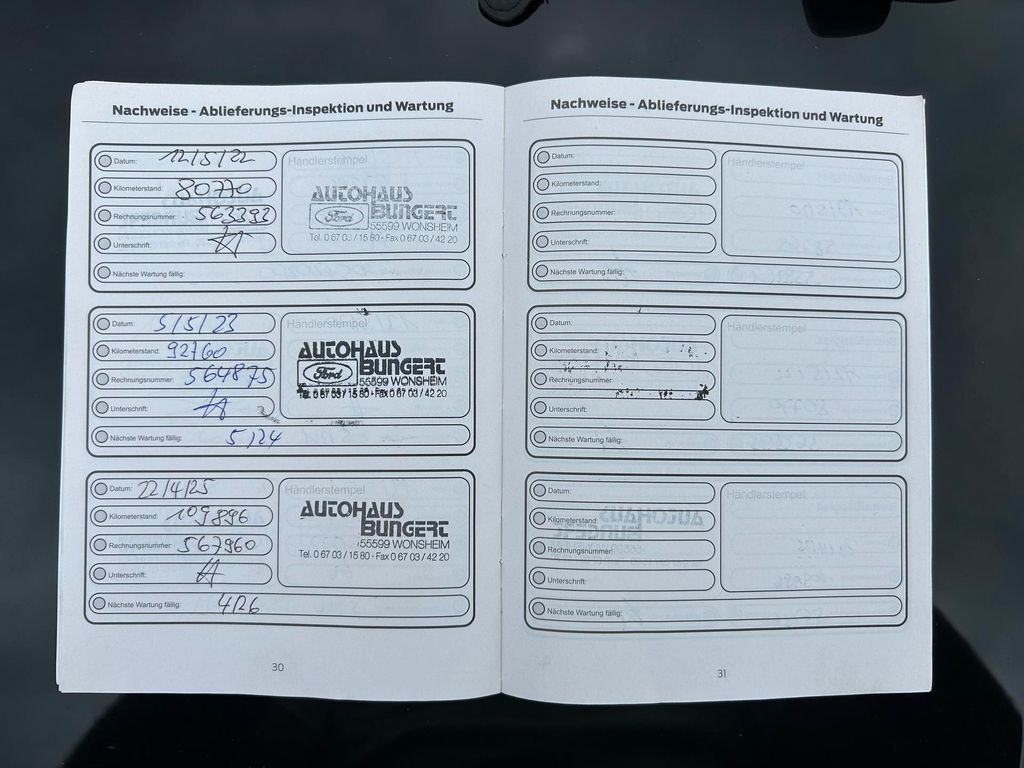 Nachweise - Ablieferungs-Inspektion und Wartung
Datum: 12/5/22
Kilometerstand: 80770
Rechnungsnummer: 563393
Unterschrift:
Nächste Wartung fällig:
Händlerstempel
AUTOHAUS
Ford BUNGERT
55599 WONSHEIM
Tel. 0 67 03 / 15 80 · Fax 0 67 03 / 42 20
Datum: 5/5/23
Kilometerstand: 92760
Rechnungsnummer: 564875
Unterschrift:
Nächste Wartung fällig: 5/24
Händlerstempel
AUTOHAUS
Ford BUNGERT
55599 WONSHEIM
Tel. 0 67 03 / 15 80 · Fax 0 67 03 / 42 20
Datum: 22/4/25
Kilometerstand: 109896
Rechnungsnummer: 567960
Unterschrift:
Nächste Wartung fällig: 4/26
Händlerstempel
AUTOHAUS
BUNGERT
55599 WONSHEIM
Tel. 0 67 03 / 15 80 · Fax 0 67 03 / 42 20
30
Nachweise - Ablieferungs-Inspektion und Wartung
Datum:
Kilometerstand:
Rechnungsnummer:
Unterschrift:
Nächste Wartung fällig:
Händlerstempel
Datum:
Kilometerstand:
Rechnungsnummer:
Unterschrift:
Nächste Wartung fällig:
Händlerstempel
Datum:
Kilometerstand:
Rechnungsnummer:
Unterschrift:
Nächste Wartung fällig:
Händlerstempel
31